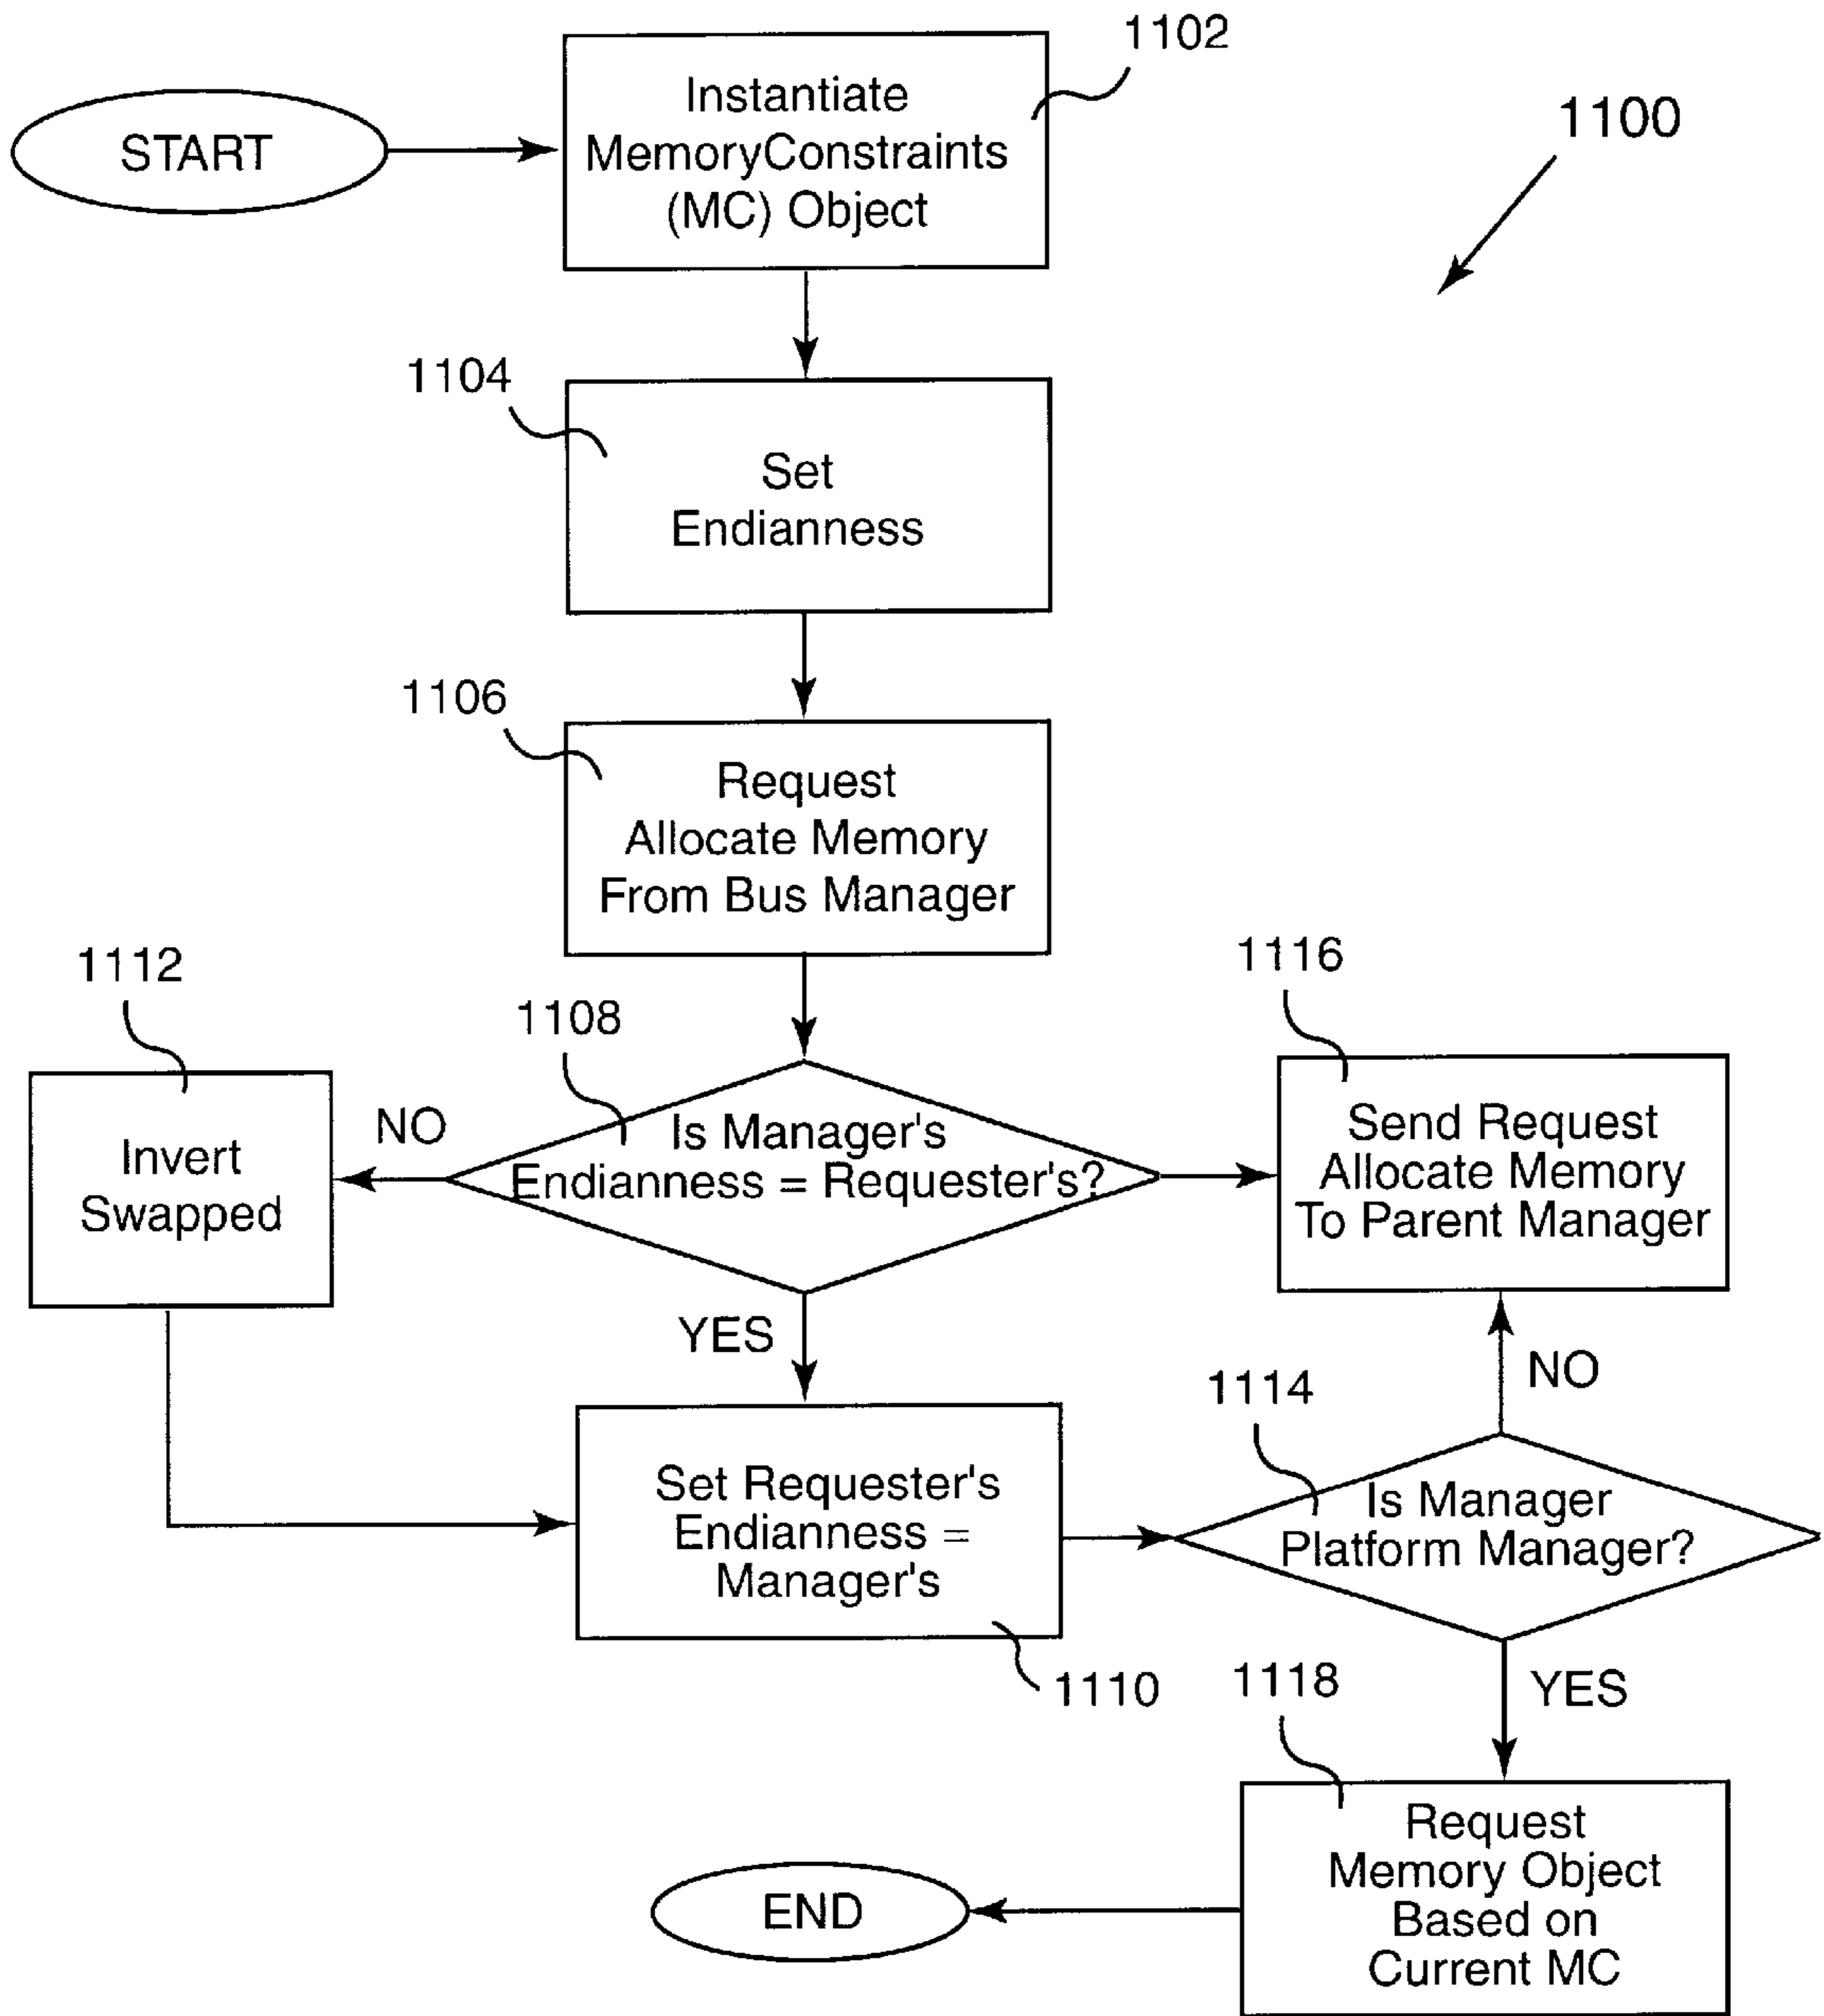 1102
Instantiate
MemoryConstraints
(MC) Object
START
1100
1104
Set
Endianness
1106
Request
Allocate Memory
From Bus Manager
1112
1108
1116
Invert
Swapped
NO
Is Manager's
Endianness = Requester's?
Send Request
Allocate Memory
To Parent Manager
YES
NO
1114
Set Requester's
Endianness =
Manager's
Is Manager
Platform Manager?
1110
1118
YES
Request
Memory Object
Based on
Current MC
END